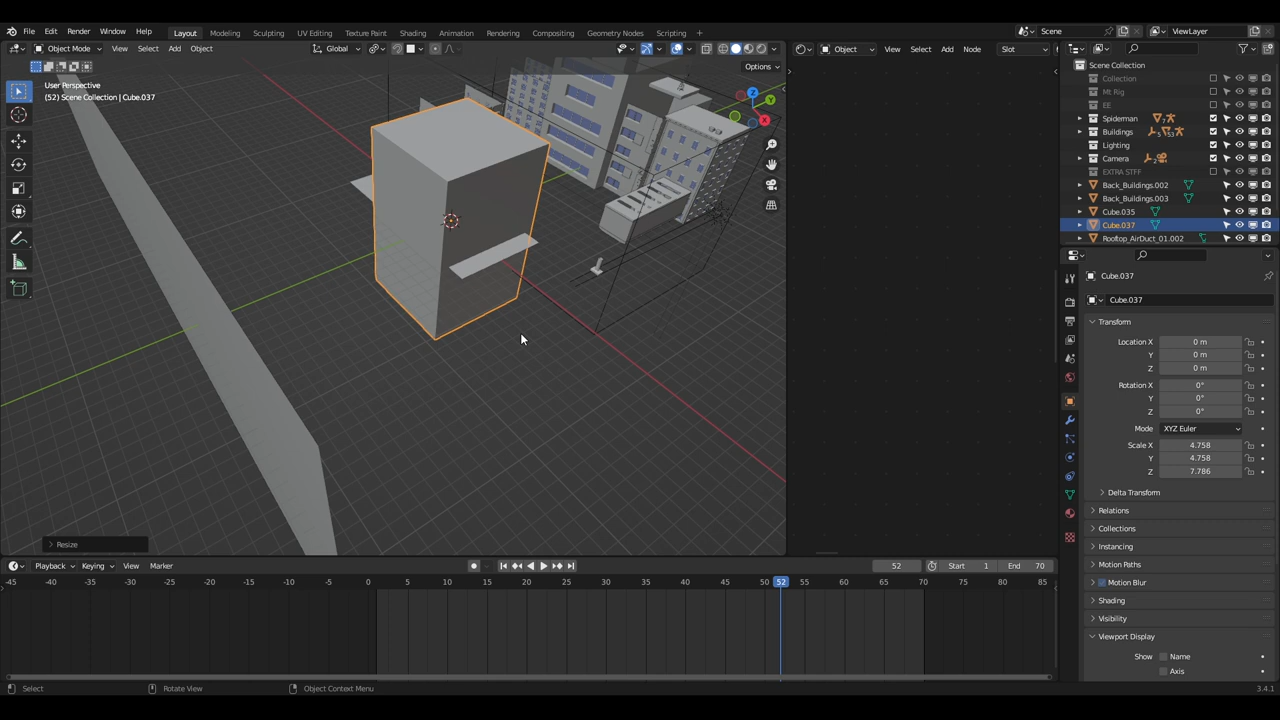 File Edit Render Window Help Layout Modeling Sculpting UV Editing Texture Paint Shading Animation Rendering Compositing Geometry Nodes Scripting Scene ViewLayer
Object Mode View Select Add Object Global Object View Select Add Node Slot
Options
User Perspective
(52) Scene Collection | Cube.037
Z
Y
X
Scene Collection
Collection
Mt Rig
EE
Spiderman
Buildings
Lighting
Camera
EXTRA STFF
Back_Buildings.002
Back_Buildings.003
Cube.035
Cube.037
Rooftop_AirDuct_01.002
Cube.037
Cube.037
Transform
Location X 0 m
Y 0 m
Z 0 m
Rotation X 0°
Y 0°
Z 0°
Mode XYZ Euler
Scale X 4.758
Y 4.758
Z 7.786
Delta Transform
Relations
Collections
Instancing
Motion Paths
Motion Blur
Shading
Visibility
Viewport Display
Show Name
Axis
Resize
Playback Keying View Marker 52 Start 1 End 70
-45 -40 -35 -30 -25 -20 -15 -10 -5 0 5 10 15 20 25 30 35 40 45 50 52 55 60 65 70 75 80 85
Select Rotate View Object Context Menu 3.4.1